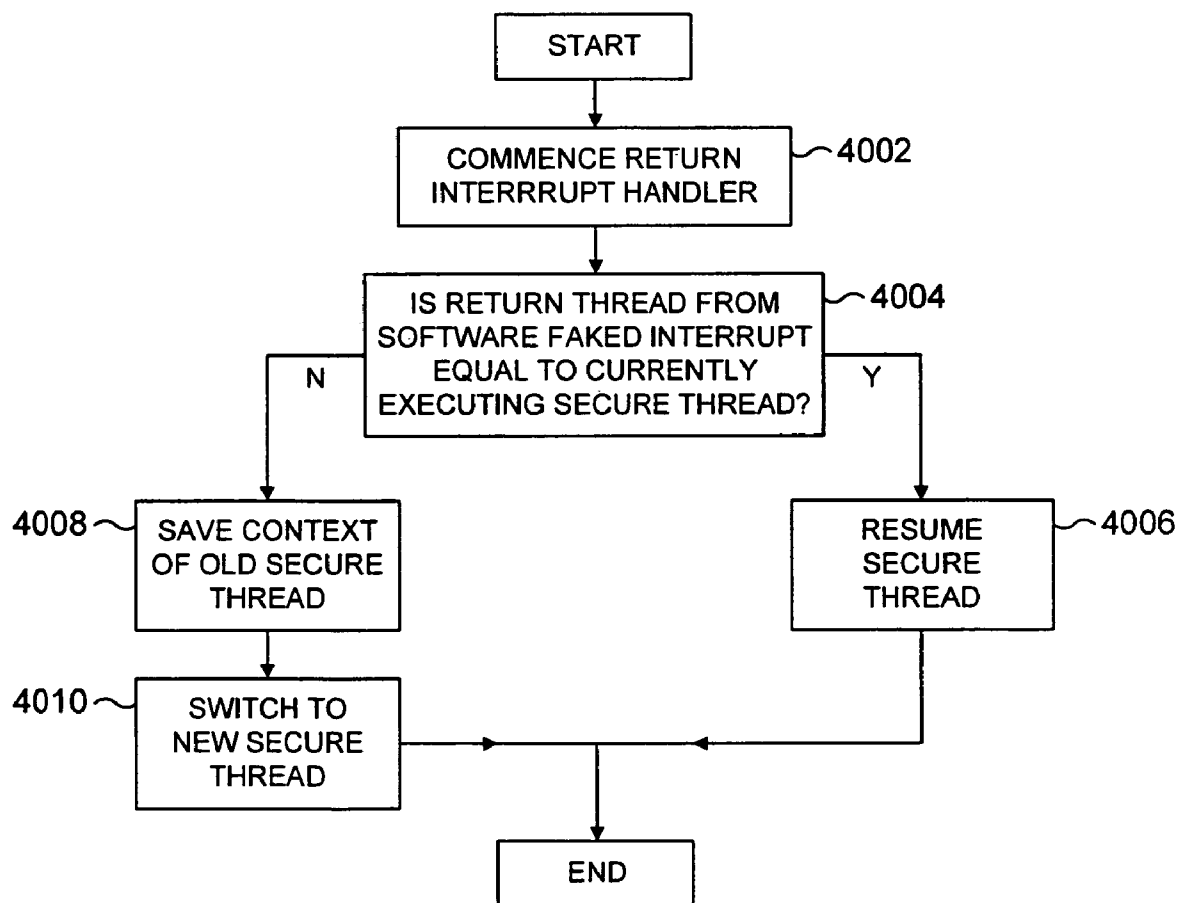 START
COMMENCE RETURN
INTERRRUPT HANDLER
4002
IS RETURN THREAD FROM
SOFTWARE FAKED INTERRUPT
EQUAL TO CURRENTLY
EXECUTING SECURE THREAD?
4004
N
Y
4008
SAVE CONTEXT
OF OLD SECURE
THREAD
RESUME
SECURE
THREAD
4006
4010
SWITCH TO
NEW SECURE
THREAD
END